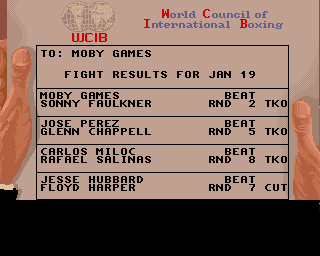 World Council of
International Boxing
WCIB
TO: MOBY GAMES
FIGHT RESULTS FOR JAN 19
MOBY GAMES BEAT
SONNY FAULKNER RND 2 TKO
JOSE PEREZ BEAT
GLENN CHAPPELL RND 5 TKO
CARLOS MILOC BEAT
RAFAEL SALINAS RND 8 TKO
JESSE HUBBARD BEAT
FLOYD HARPER RND 7 CUT